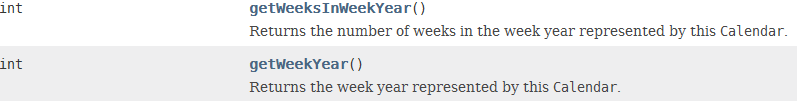 int getWeeksInWeekYear()
Returns the number of weeks in the week year represented by this Calendar.
int getWeekYear()
Returns the week year represented by this Calendar.